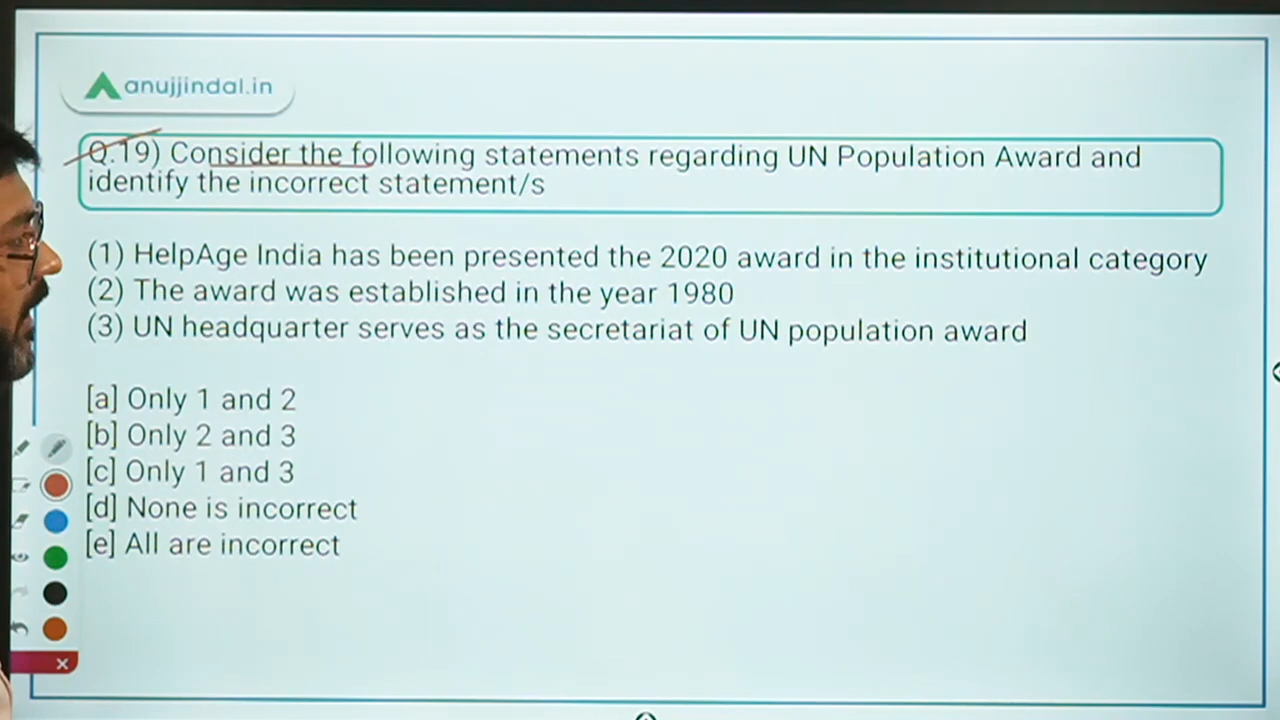 anujjindal.in
Q.19) Consider the following statements regarding UN Population Award and
identify the incorrect statement/s
(1) HelpAge India has been presented the 2020 award in the institutional category
(2) The award was established in the year 1980
(3) UN headquarter serves as the secretariat of UN population award
[a] Only 1 and 2
[b] Only 2 and 3
[c] Only 1 and 3
[d] None is incorrect
[e] All are incorrect